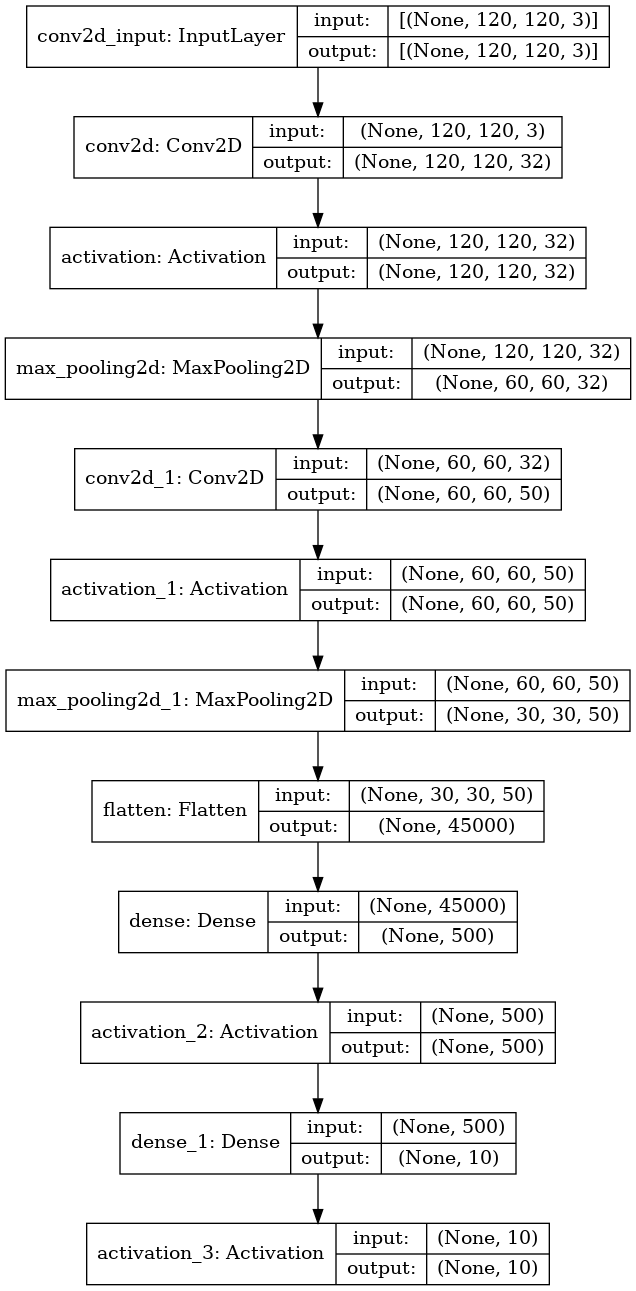 conv2d_input: InputLayer
input:
[(None, 120, 120, 3)]
output:
[(None, 120, 120, 3)]
conv2d: Conv2D
input:
(None, 120, 120, 3)
output:
(None, 120, 120, 32)
activation: Activation
input:
(None, 120, 120, 32)
output:
(None, 120, 120, 32)
max_pooling2d: MaxPooling2D
input:
(None, 120, 120, 32)
output:
(None, 60, 60, 32)
conv2d_1: Conv2D
input:
(None, 60, 60, 32)
output:
(None, 60, 60, 50)
activation_1: Activation
input:
(None, 60, 60, 50)
output:
(None, 60, 60, 50)
max_pooling2d_1: MaxPooling2D
input:
(None, 60, 60, 50)
output:
(None, 30, 30, 50)
flatten: Flatten
input:
(None, 30, 30, 50)
output:
(None, 45000)
dense: Dense
input:
(None, 45000)
output:
(None, 500)
activation_2: Activation
input:
(None, 500)
output:
(None, 500)
dense_1: Dense
input:
(None, 500)
output:
(None, 10)
activation_3: Activation
input:
(None, 10)
output:
(None, 10)